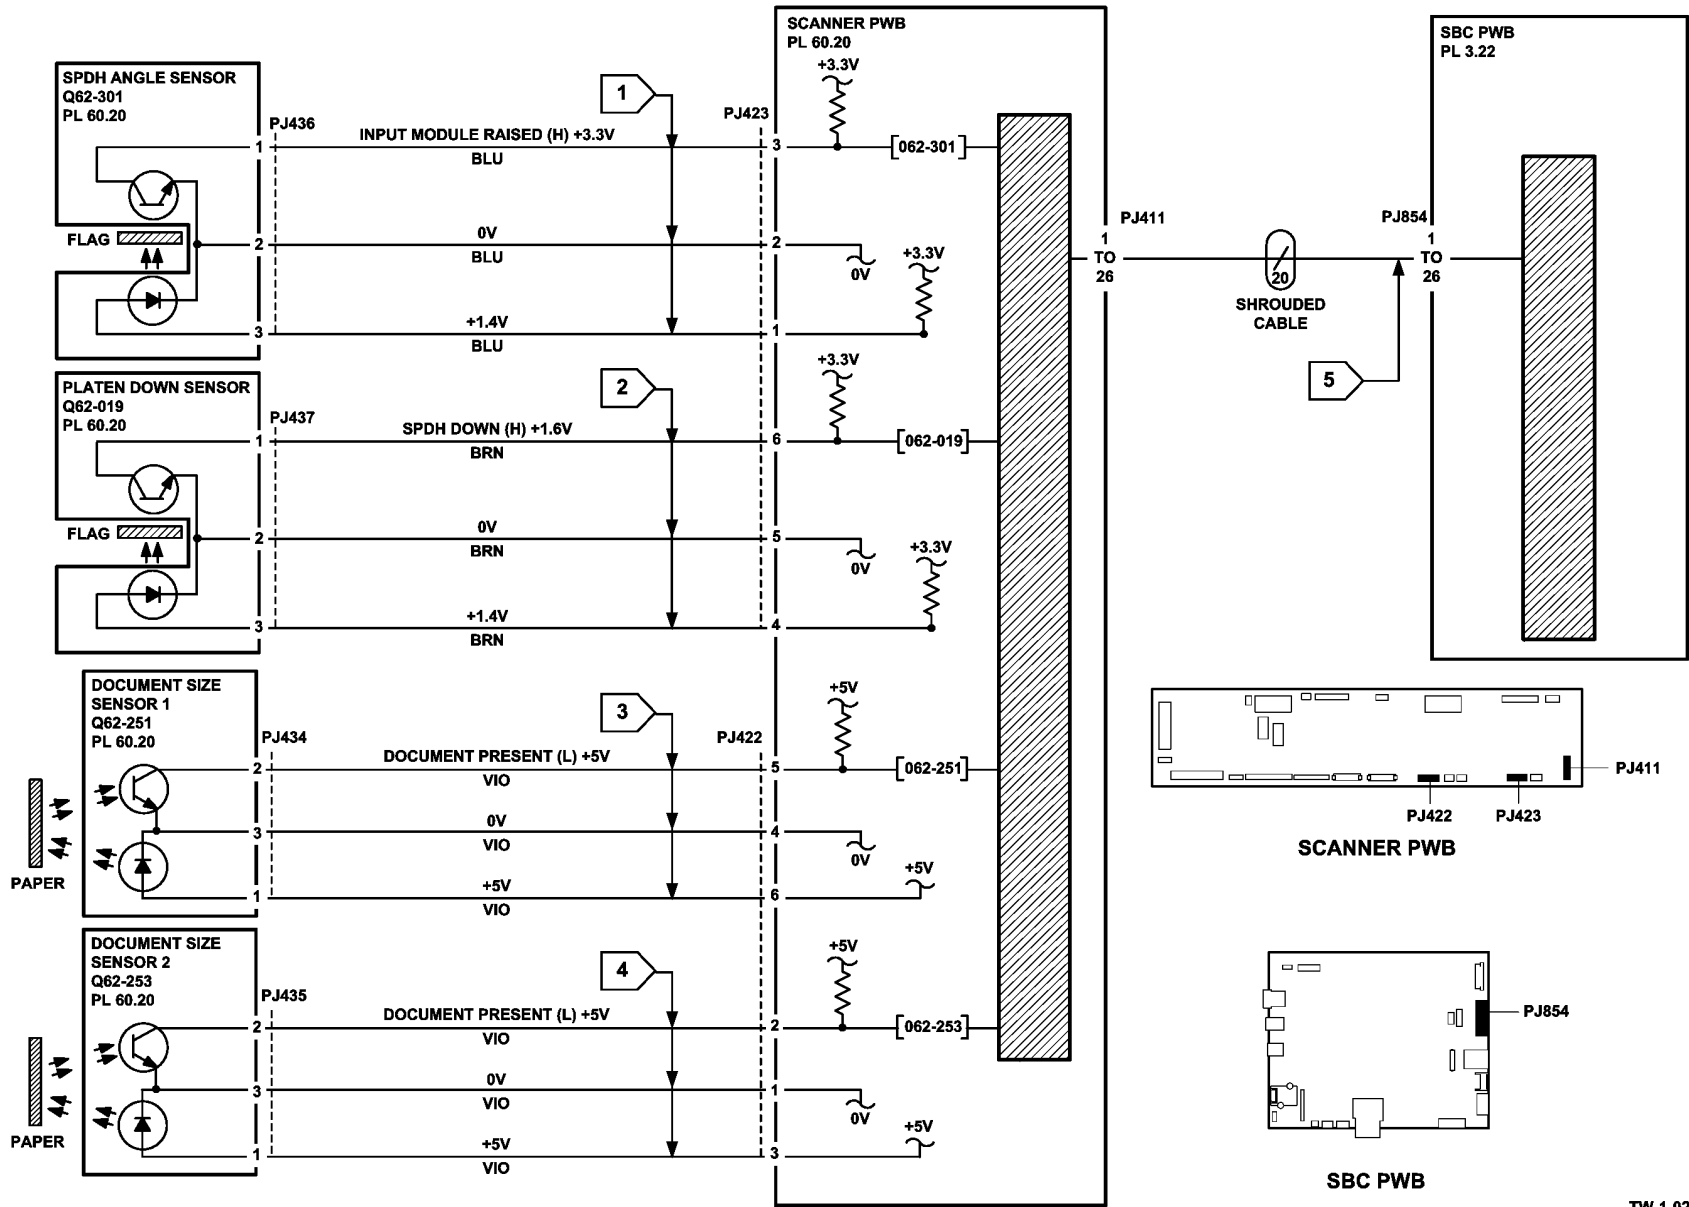 SCANNER PWB
PL 60.20
SBC PWB
PL 3.22
SPDH ANGLE SENSOR
Q62-301
PL 60.20
FLAG
1
2
3
PJ436
INPUT MODULE RAISED (H) +3.3V
BLU
0V
BLU
+1.4V
BLU
1
PJ423
3
2
1
+3.3V
[062-301]
0V
+3.3V
PJ411
1
TO
26
20
SHROUDED
CABLE
PJ854
1
TO
26
5
PLATEN DOWN SENSOR
Q62-019
PL 60.20
FLAG
1
2
3
PJ437
SPDH DOWN (H) +1.6V
BRN
0V
BRN
+1.4V
BRN
2
6
5
4
+3.3V
[062-019]
0V
+3.3V
DOCUMENT SIZE
SENSOR 1
Q62-251
PL 60.20
PAPER
2
3
1
PJ434
DOCUMENT PRESENT (L) +5V
VIO
0V
VIO
+5V
VIO
3
PJ422
5
4
6
+5V
[062-251]
0V
+5V
DOCUMENT SIZE
SENSOR 2
Q62-253
PL 60.20
PAPER
2
3
1
PJ435
DOCUMENT PRESENT (L) +5V
VIO
0V
VIO
+5V
VIO
4
2
1
3
+5V
[062-253]
0V
+5V
PJ411
PJ422
PJ423
SCANNER PWB
PJ854
SBC PWB